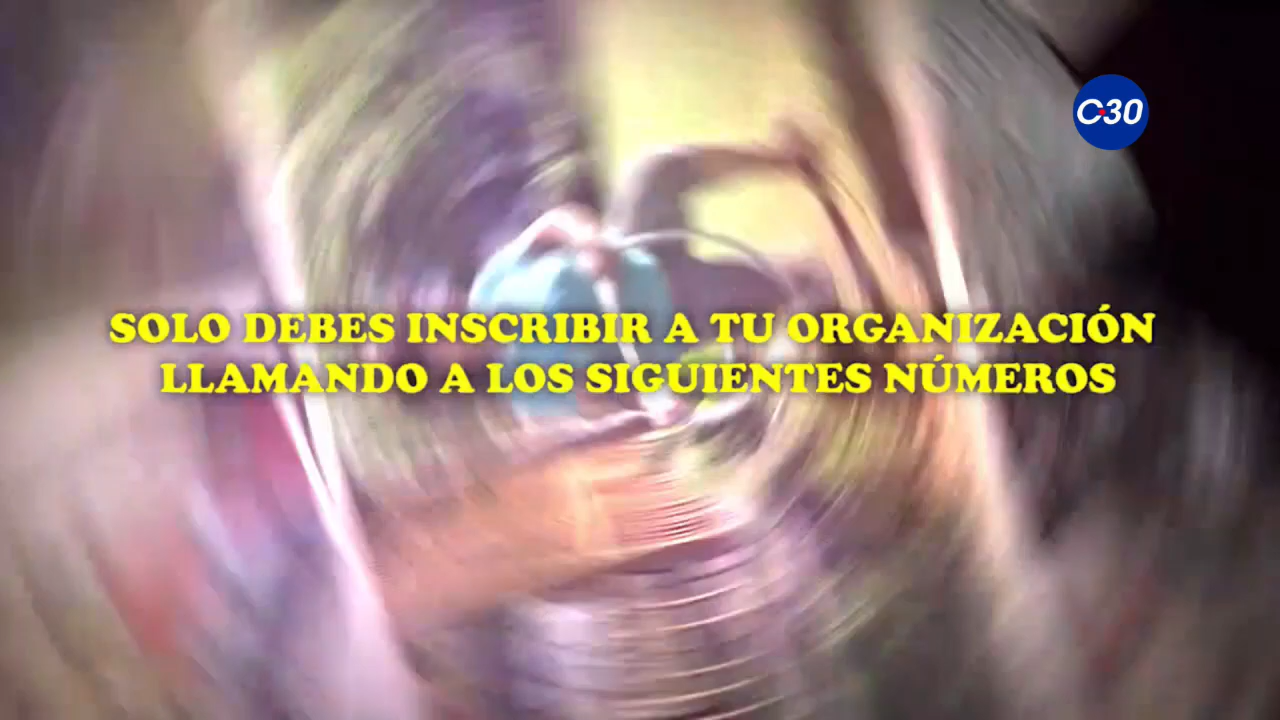 C30
SOLO DEBES INSCRIBIR A TU ORGANIZACIÓN
LLAMANDO A LOS SIGUIENTES NÚMEROS